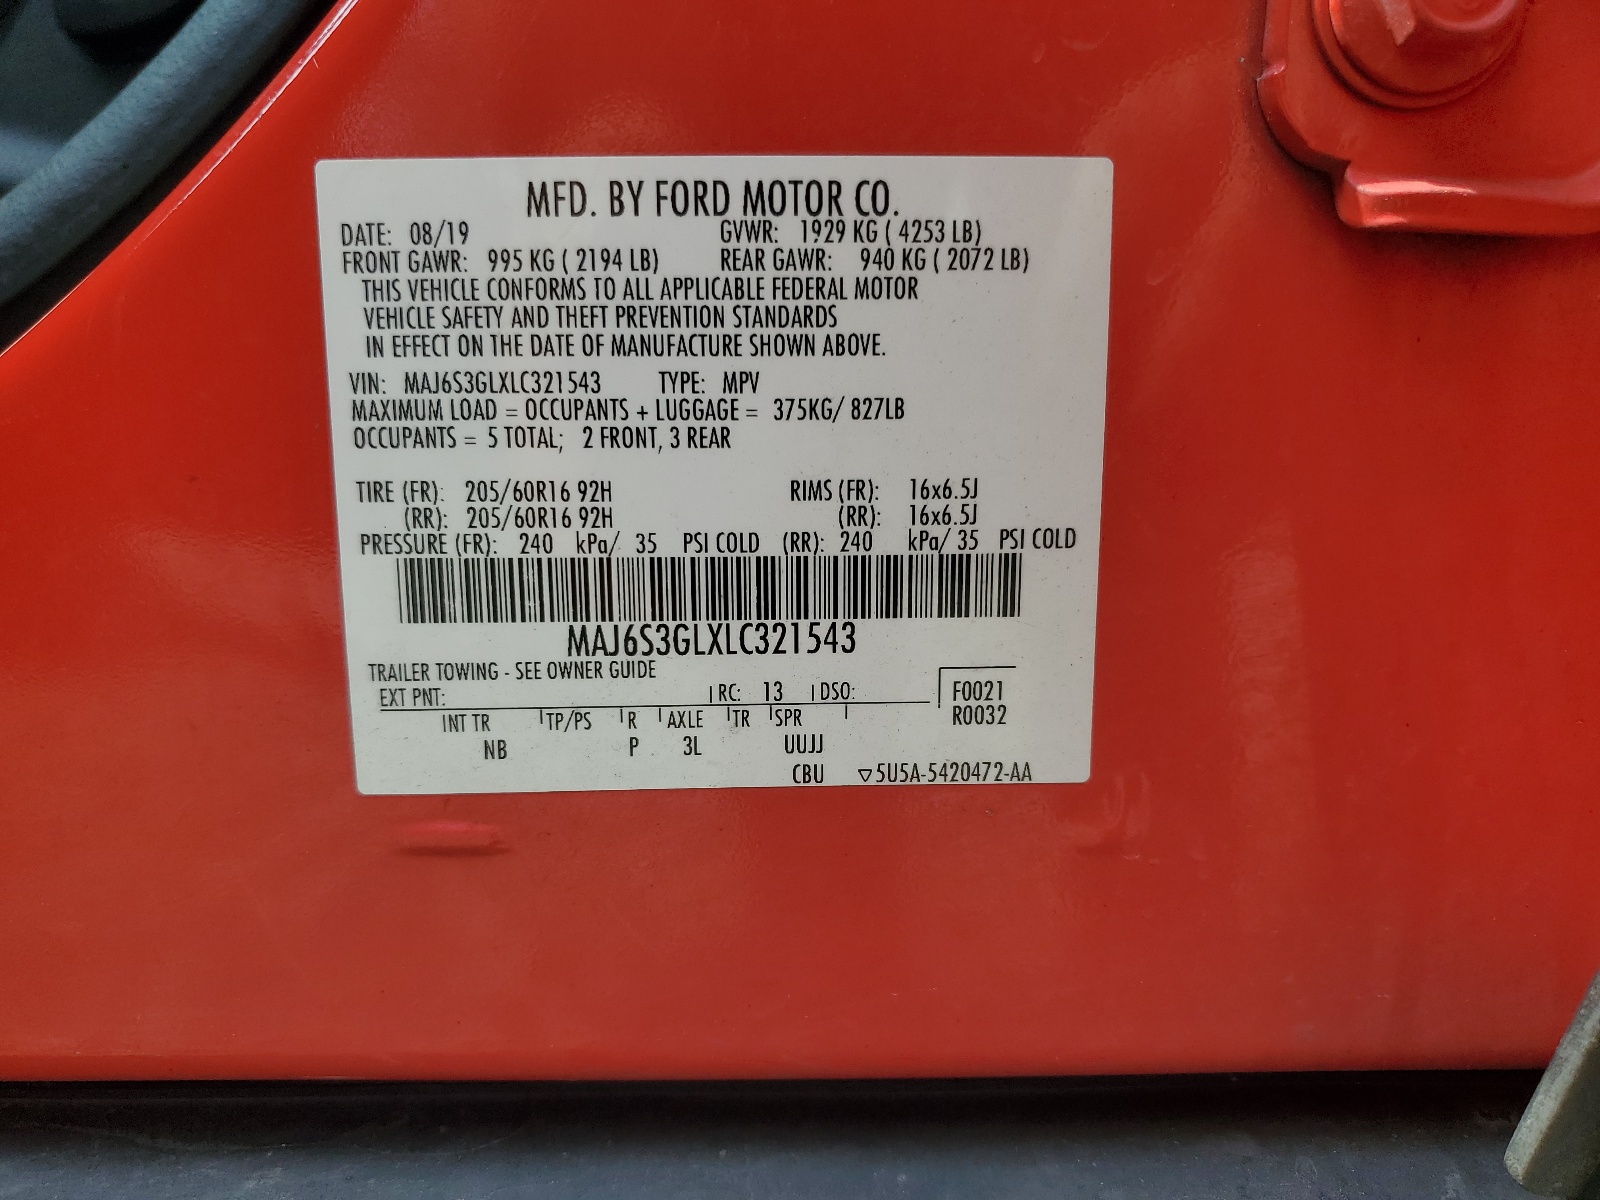 MFD. BY FORD MOTOR CO.
DATE: 08/19 GVWR: 1929 KG ( 4253 LB)
FRONT GAWR: 995 KG ( 2194 LB) REAR GAWR: 940 KG ( 2072 LB)
THIS VEHICLE CONFORMS TO ALL APPLICABLE FEDERAL MOTOR
VEHICLE SAFETY AND THEFT PREVENTION STANDARDS
IN EFFECT ON THE DATE OF MANUFACTURE SHOWN ABOVE.
VIN: MAJ6S3GLXLC321543 TYPE: MPV
MAXIMUM LOAD = OCCUPANTS + LUGGAGE = 375KG/ 827LB
OCCUPANTS = 5 TOTAL; 2 FRONT, 3 REAR
TIRE (FR): 205/60R16 92H RIMS (FR): 16x6.5J
(RR): 205/60R16 92H (RR): 16x6.5J
PRESSURE (FR): 240 kPa/ 35 PSI COLD (RR): 240 kPa/ 35 PSI COLD
MAJ6S3GLXLC321543
TRAILER TOWING - SEE OWNER GUIDE
EXT PNT: RC: 13 DSO: F0021
INT TR TP/PS R AXLE TR SPR R0032
NB P 3L UUJJ
CBU ▽5U5A-5420472-AA